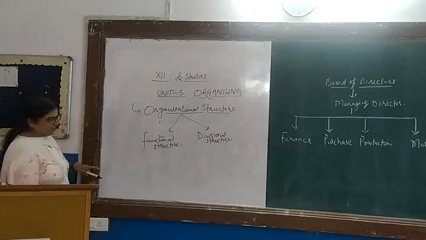 XII B Studies
UNIT-5 ORGANISING
Organisational Structure
Functional structure.
Divisional structure.
Board of Directors
Managing Director.
Finance Purchase Production